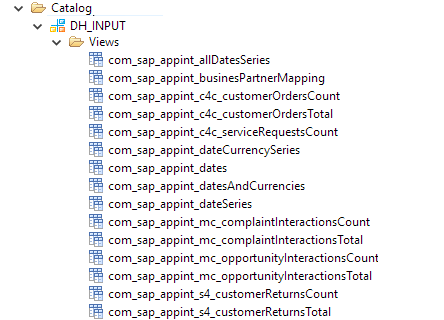 Catalog
DH_INPUT
Views
com_sap_appint_allDatesSeries
com_sap_appint_businesPartnerMapping
com_sap_appint_c4c_customerOrdersCount
com_sap_appint_c4c_customerOrdersTotal
com_sap_appint_c4c_serviceRequestsCount
com_sap_appint_dateCurrencySeries
com_sap_appint_dates
com_sap_appint_datesAndCurrencies
com_sap_appint_dateSeries
com_sap_appint_mc_complaintInteractionsCount
com_sap_appint_mc_complaintInteractionsTotal
com_sap_appint_mc_opportunityInteractionsCount
com_sap_appint_mc_opportunityInteractionsTotal
com_sap_appint_s4_customerReturnsCount
com_sap_appint_s4_customerReturnsTotal